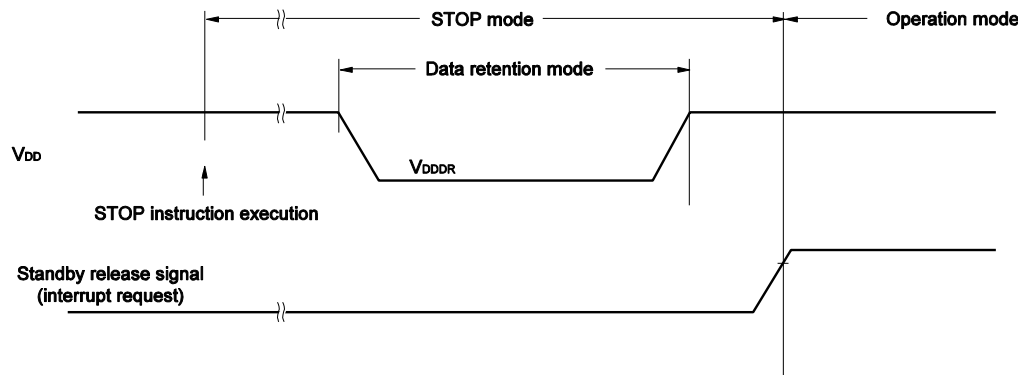 STOP mode
Operation mode
Data retention mode
VDD
VDDDR
STOP instruction execution
Standby release signal
(interrupt request)